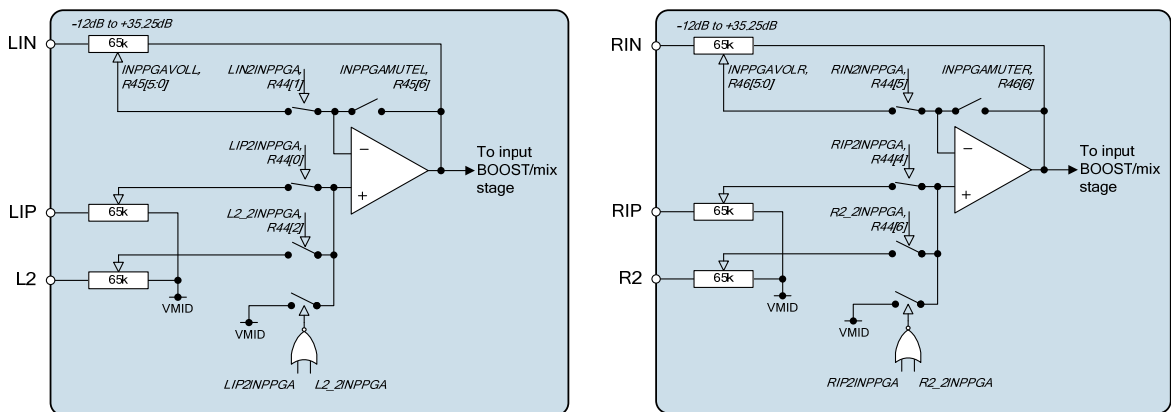 -12dB to +35.25dB
LIN
65k
INPPGAVOLL,
R45[5:0]
LIN2INPPGA,
R44[1]
INPPGAMUTEL,
R45[6]
LIP2INPPGA,
R44[0]
−
+
To input
BOOST/mix
stage
LIP
65k
L2_2INPPGA,
R44[2]
L2
65k
VMID
VMID
LIP2INPPGA L2_2INPPGA
-12dB to +35.25dB
RIN
65k
INPPGAVOLR,
R46[5:0]
RIN2INPPGA,
R44[5]
INPPGAMUTER,
R46[6]
RIP2INPPGA,
R44[4]
−
+
To input
BOOST/mix
stage
RIP
65k
R2_2INPPGA,
R44[6]
R2
65k
VMID
VMID
RIP2INPPGA R2_2INPPGA